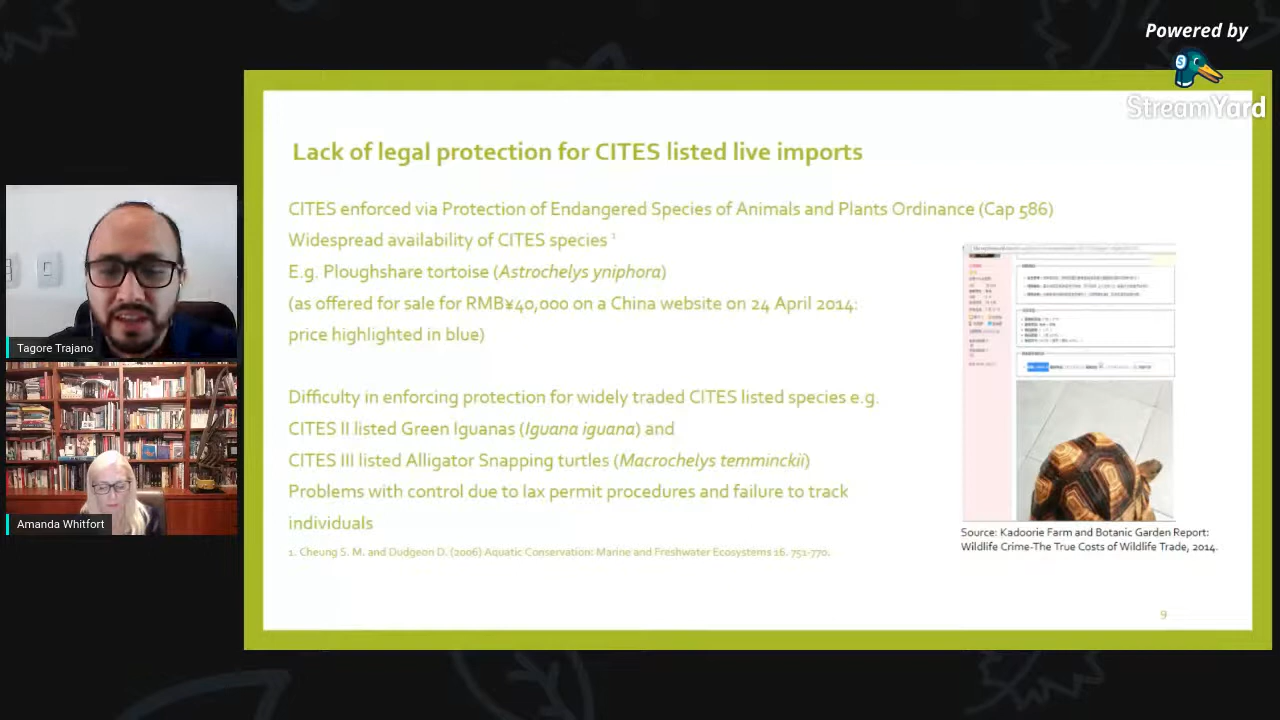 Powered by
StreamYard
Lack of legal protection for CITES listed live imports
CITES enforced via Protection of Endangered Species of Animals and Plants Ordinance (Cap 586)
Widespread availability of CITES species 1
E.g. Ploughshare tortoise (Astrochelys yniphora)
(as offered for sale for RMB¥40,000 on a China website on 24 April 2014:
price highlighted in blue)
Difficulty in enforcing protection for widely traded CITES listed species e.g.
CITES II listed Green Iguanas (Iguana iguana) and
CITES III listed Alligator Snapping turtles (Macrochelys temminckii)
Problems with control due to lax permit procedures and failure to track
individuals
1. Cheung S. M. and Dudgeon D. (2006) Aquatic Conservation: Marine and Freshwater Ecosystems 16. 751-770.
Source: Kadoorie Farm and Botanic Garden Report:
Wildlife Crime-The True Costs of Wildlife Trade, 2014.
9
Tagore Trajano
Amanda Whitfort